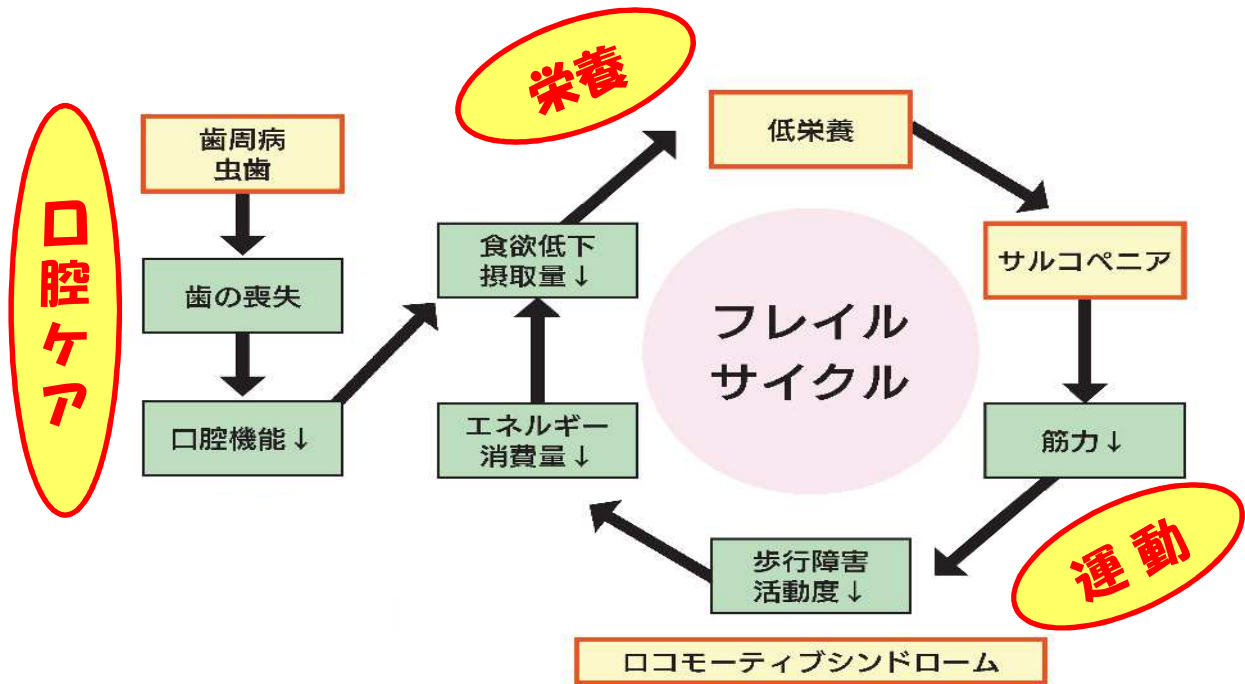 栄養
口腔ケア
歯周病
虫歯
歯の喪失
口腔機能↓
食欲低下
摂取量↓
エネルギー
消費量↓
低栄養
サルコペニア
筋力↓
運動
歩行障害
活動度↓
フレイル
サイクル
ロコモーティブシンドローム